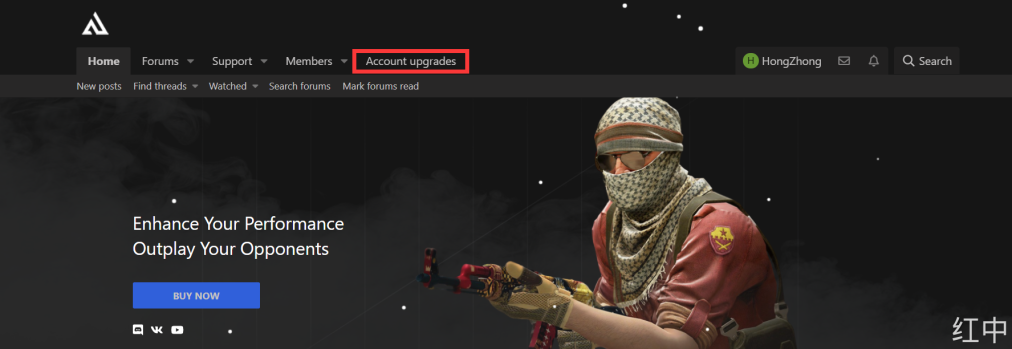 Home Forums Support Members Account upgrades H HongZhong Search
New posts Find threads Watched Search forums Mark forums read
Enhance Your Performance
Outplay Your Opponents
BUY NOW
红中